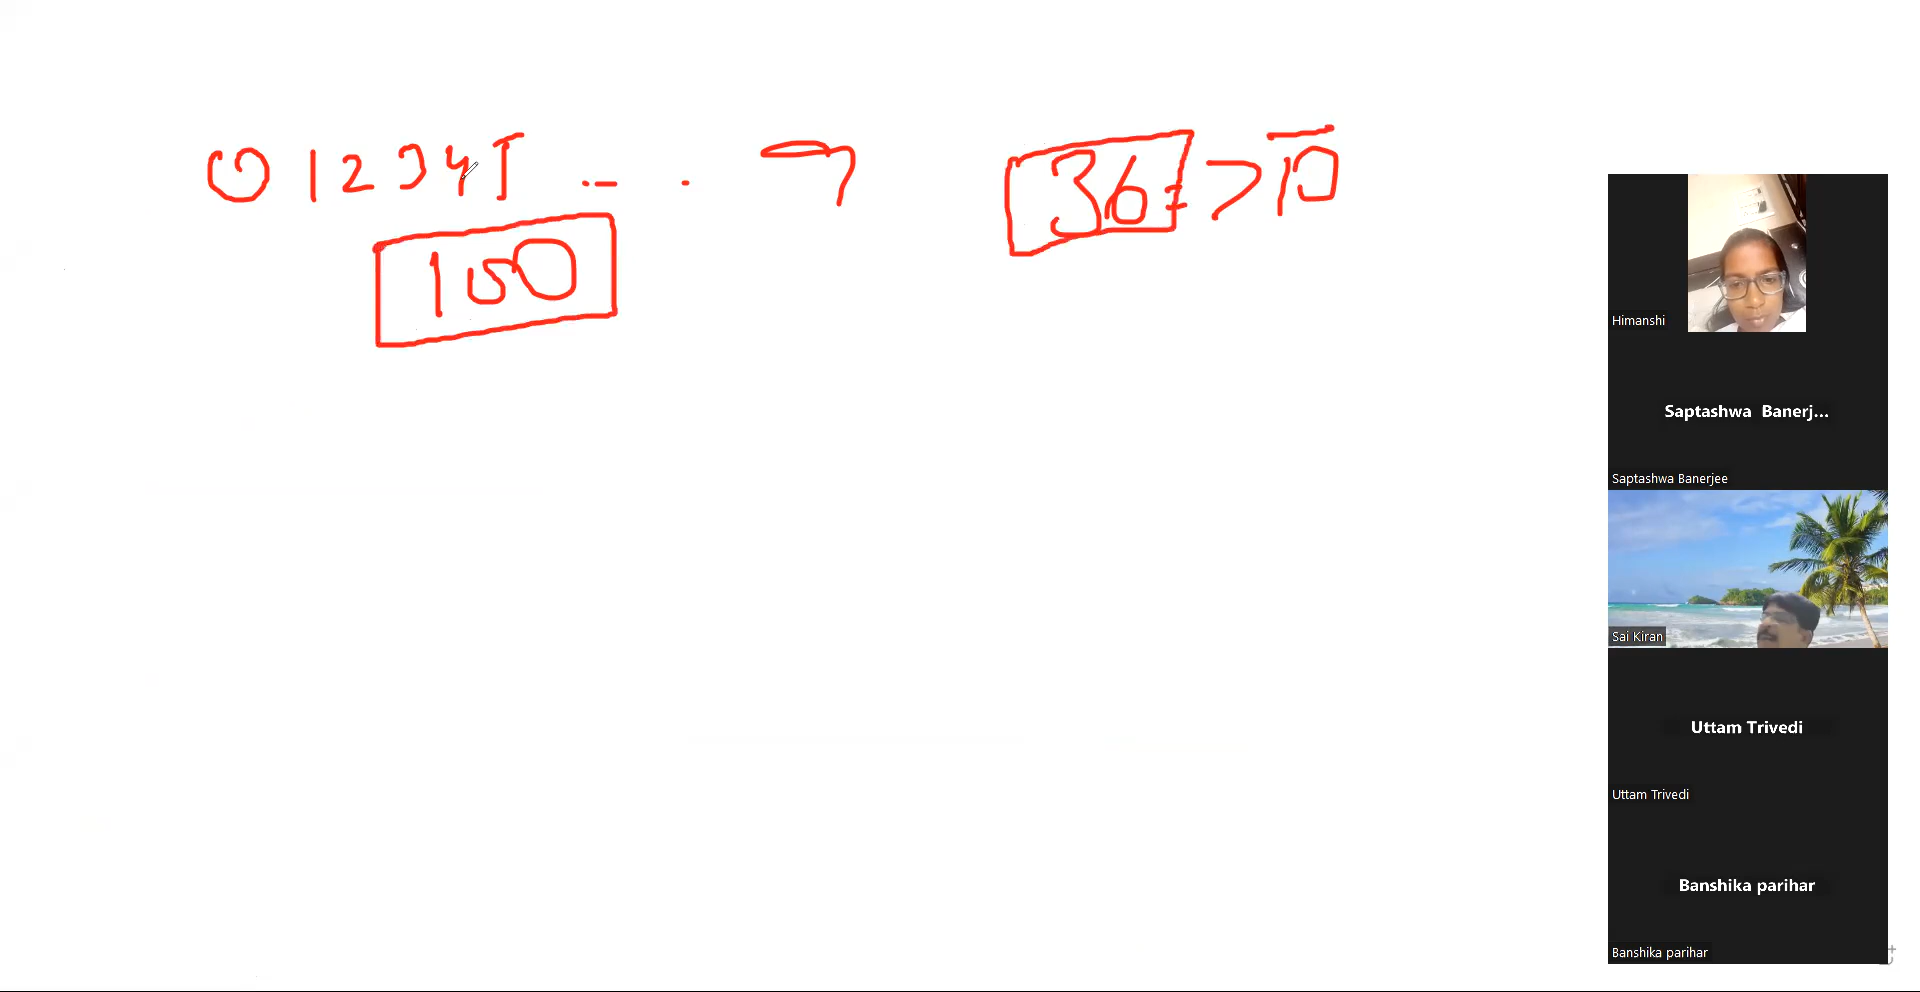 0 1 2 3 4 5 ... . 9 36 => 10
100
Himanshi
Saptashwa Banerj...
Saptashwa Banerjee
Sai Kiran
Uttam Trivedi
Uttam Trivedi
Banshika parihar
Banshika parihar